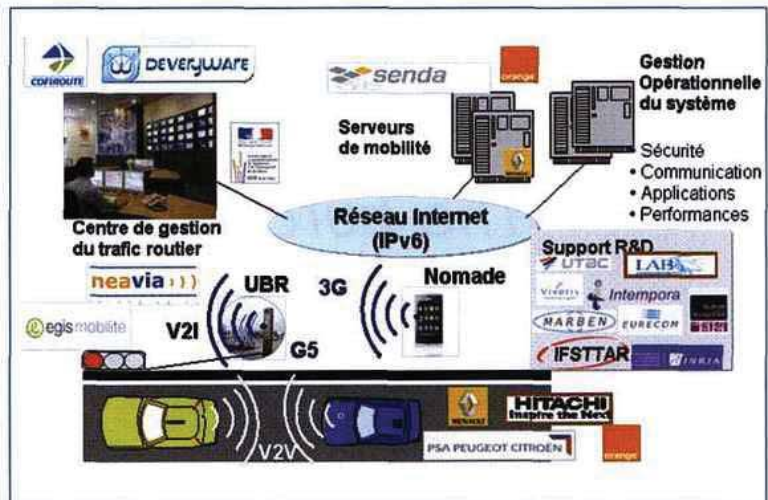 COFIROUTE
DEVERYWARE
senda
orange
Gestion
Opérationnelle
du système
Serveurs
de mobilité
• Sécurité
• Communication
• Applications
• Performances
Réseau Internet
(IPv6)
Centre de gestion
du trafic routier
Support R&D
UTAC
LAB
neavia
UBR
3G
Nomade
Intempora
egis mobilité
V2I
MARBEN
EURECOM
G5
IFSTTAR
INRIA
RENAULT
HITACHI
Inspire the Next
V2V
PSA PEUGEOT CITROËN
orange